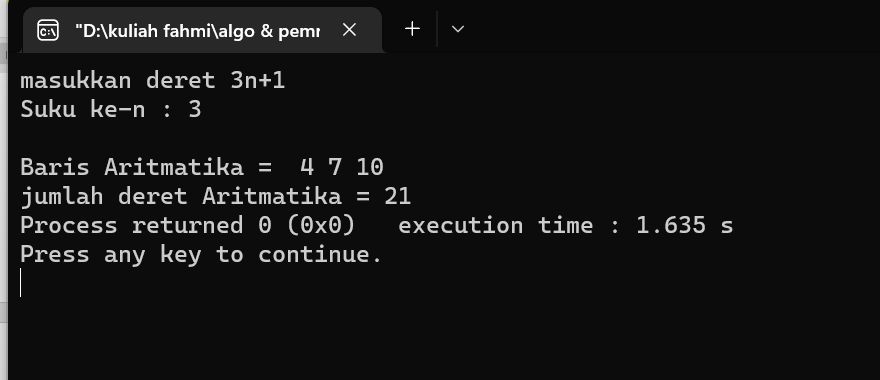 "D:\kuliah fahmi\algo & pemr
masukkan deret 3n+1
Suku ke-n : 3
Baris Aritmatika =  4 7 10
jumlah deret Aritmatika = 21
Process returned 0 (0x0)   execution time : 1.635 s
Press any key to continue.